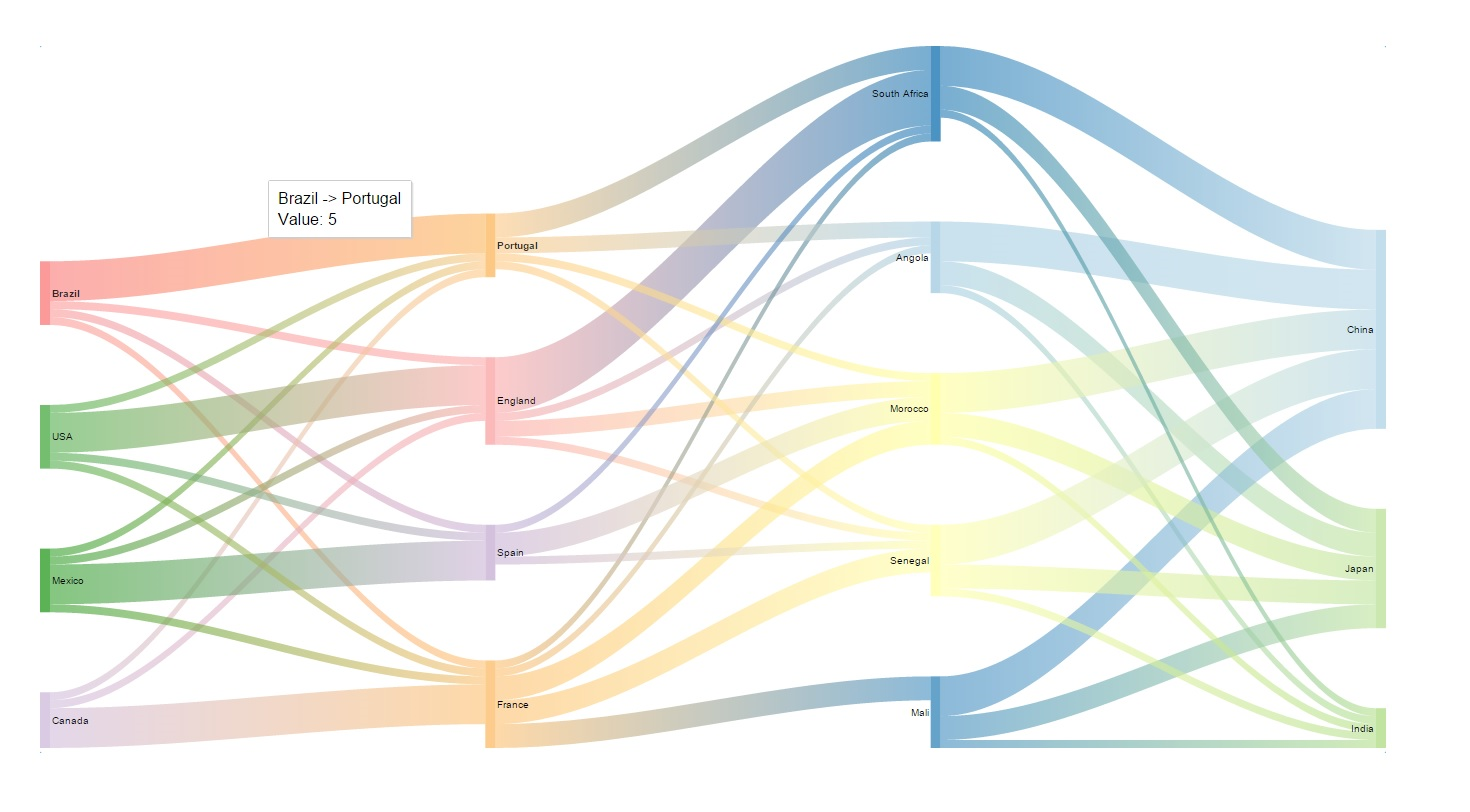 South Africa
Brazil -> Portugal
Value: 5
Portugal
Angola
Brazil
China
England
Morocco
USA
Spain
Senegal
Japan
Mexico
France
Mali
Canada
India